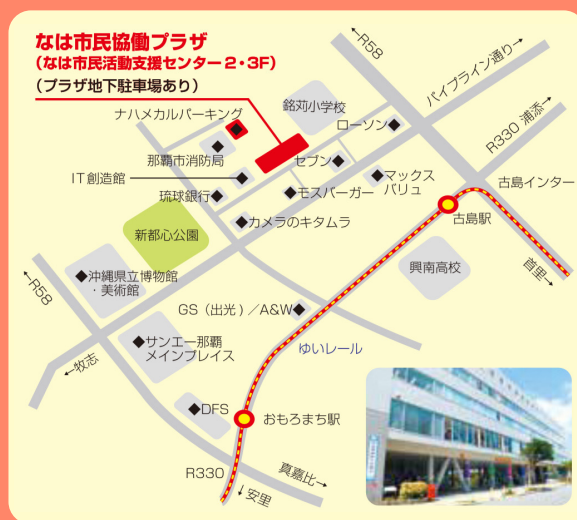 なは市民協働プラザ
(なは市民活動支援センター2・3F)
(プラザ地下駐車場あり)
ナハメカルパーキング
銘苅小学校
ローソン
パイプライン通り→
←R58
R330 浦添→
那覇市消防局
IT創造館
セブン
マックス
バリュ
古島インター
琉球銀行
モスバーガー
カメラのキタムラ
古島駅
新都心公園
興南高校
首里→
←R58
沖縄県立博物館
・美術館
GS(出光)/A&W
ゆいレール
←牧志
サンエー那覇
メインプレイス
DFS
おもろまち駅
R330
真嘉比→
↓安里